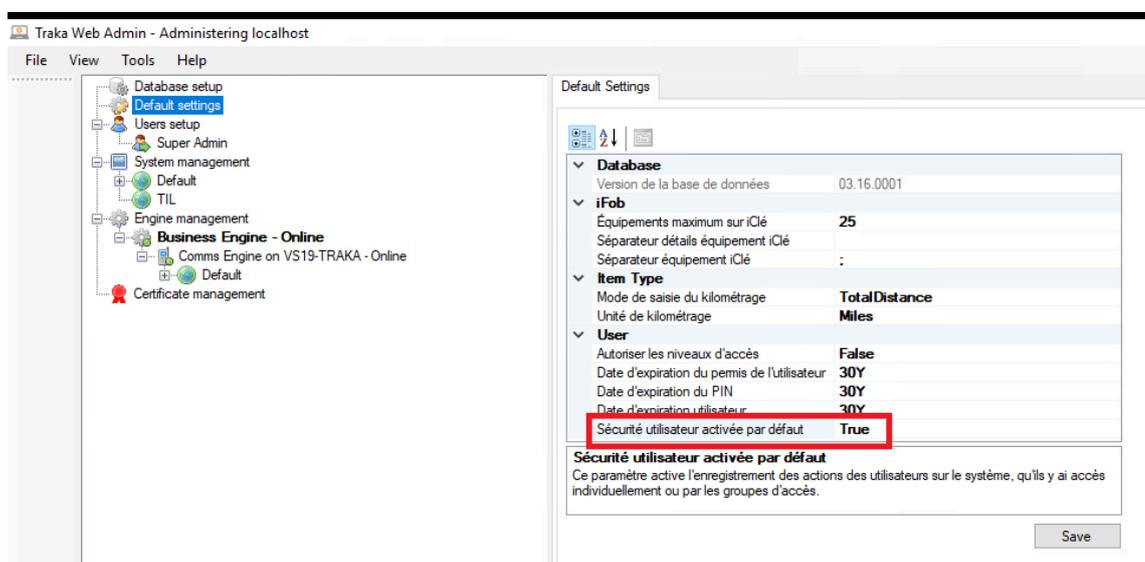 Traka Web Admin - Administering localhost
File View Tools Help
Database setup
Default settings
Users setup
Super Admin
System management
Default
TIL
Engine management
Business Engine - Online
Comms Engine on VS19-TRAKA - Online
Default
Certificate management
Default Settings
Database
Version de la base de données 03.16.0001
iFob
Équipements maximum sur iClé 25
Séparateur détails équipement iClé
Séparateur équipement iClé :
Item Type
Mode de saisie du kilométrage TotalDistance
Unité de kilométrage Miles
User
Autoriser les niveaux d'accès False
Date d'expiration du permis de l'utilisateur 30Y
Date d'expiration du PIN 30Y
Date d'expiration utilisateur 30Y
Sécurité utilisateur activée par défaut True
Sécurité utilisateur activée par défaut
Ce paramètre active l'enregistrement des actions des utilisateurs sur le système, qu'ils y ai accès
individuellement ou par les groupes d'accès.
Save